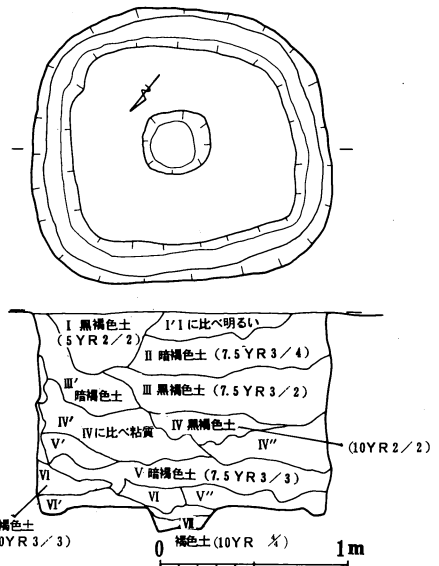 I 黒褐色土
(5YR2/2)
I' Iに比べ明るい
II 暗褐色土 (7.5YR3/4)
III'
暗褐色土
III 黒褐色土 (7.5YR3/2)
IV'
IVに比べ粘質
IV 黒褐色土
(10YR2/2)
IV''
V'
V 暗褐色土 (7.5YR3/3)
VI
VI
V''
VI'
褐色土
0YR3/3)
VII
褐色土(10YR
0
1m